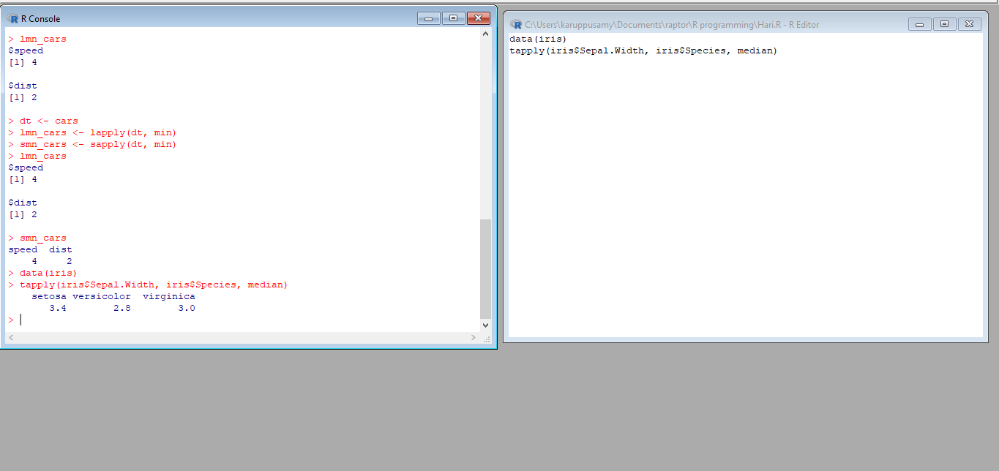 R Console
> lmn_cars
$speed
[1] 4
$dist
[1] 2
> dt <- cars
> lmn_cars <- lapply(dt, min)
> smn_cars <- sapply(dt, min)
> lmn_cars
$speed
[1] 4
$dist
[1] 2
> smn_cars
speed  dist
    4     2
> data(iris)
> tapply(iris$Sepal.Width, iris$Species, median)
    setosa versicolor  virginica
       3.4        2.8        3.0
>
C:\Users\karuppusamy\Documents\raptor\R programming\Hari.R - R Editor
data(iris)
tapply(iris$Sepal.Width, iris$Species, median)